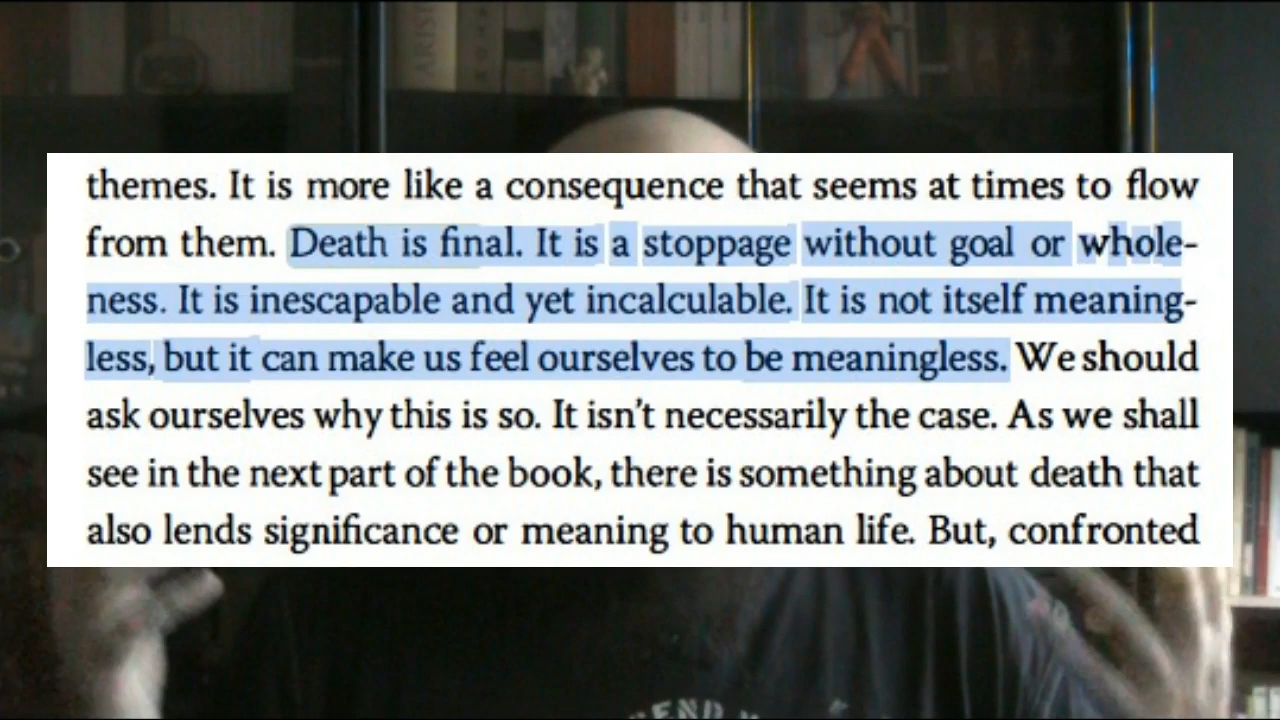 themes. It is more like a consequence that seems at times to flow
from them. Death is final. It is a stoppage without goal or whole-
ness. It is inescapable and yet incalculable. It is not itself meaning-
less, but it can make us feel ourselves to be meaningless. We should
ask ourselves why this is so. It isn't necessarily the case. As we shall
see in the next part of the book, there is something about death that
also lends significance or meaning to human life. But, confronted